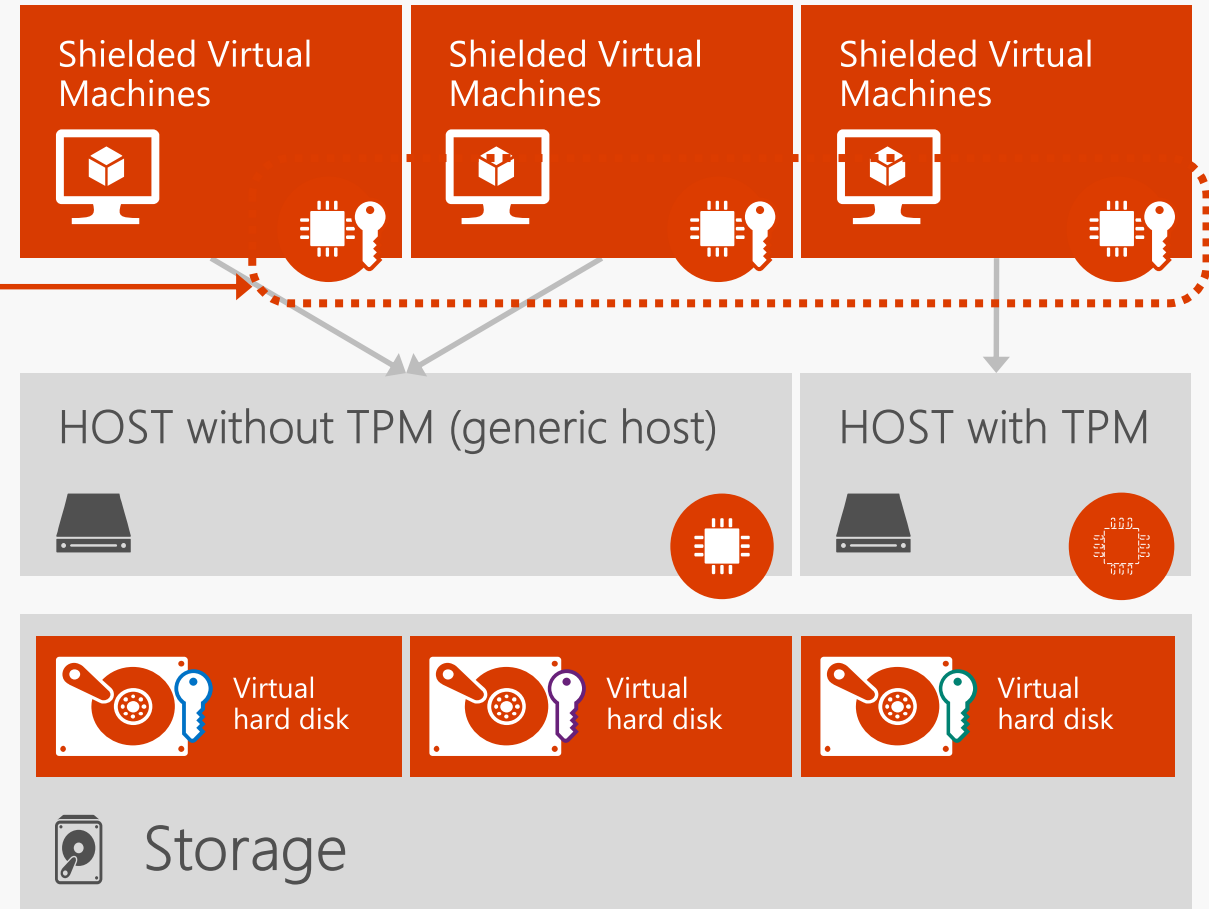 Shielded Virtual
Machines
Shielded Virtual
Machines
Shielded Virtual
Machines
HOST without TPM (generic host)
HOST with TPM
Virtual
hard disk
Virtual
hard disk
Virtual
hard disk
Storage